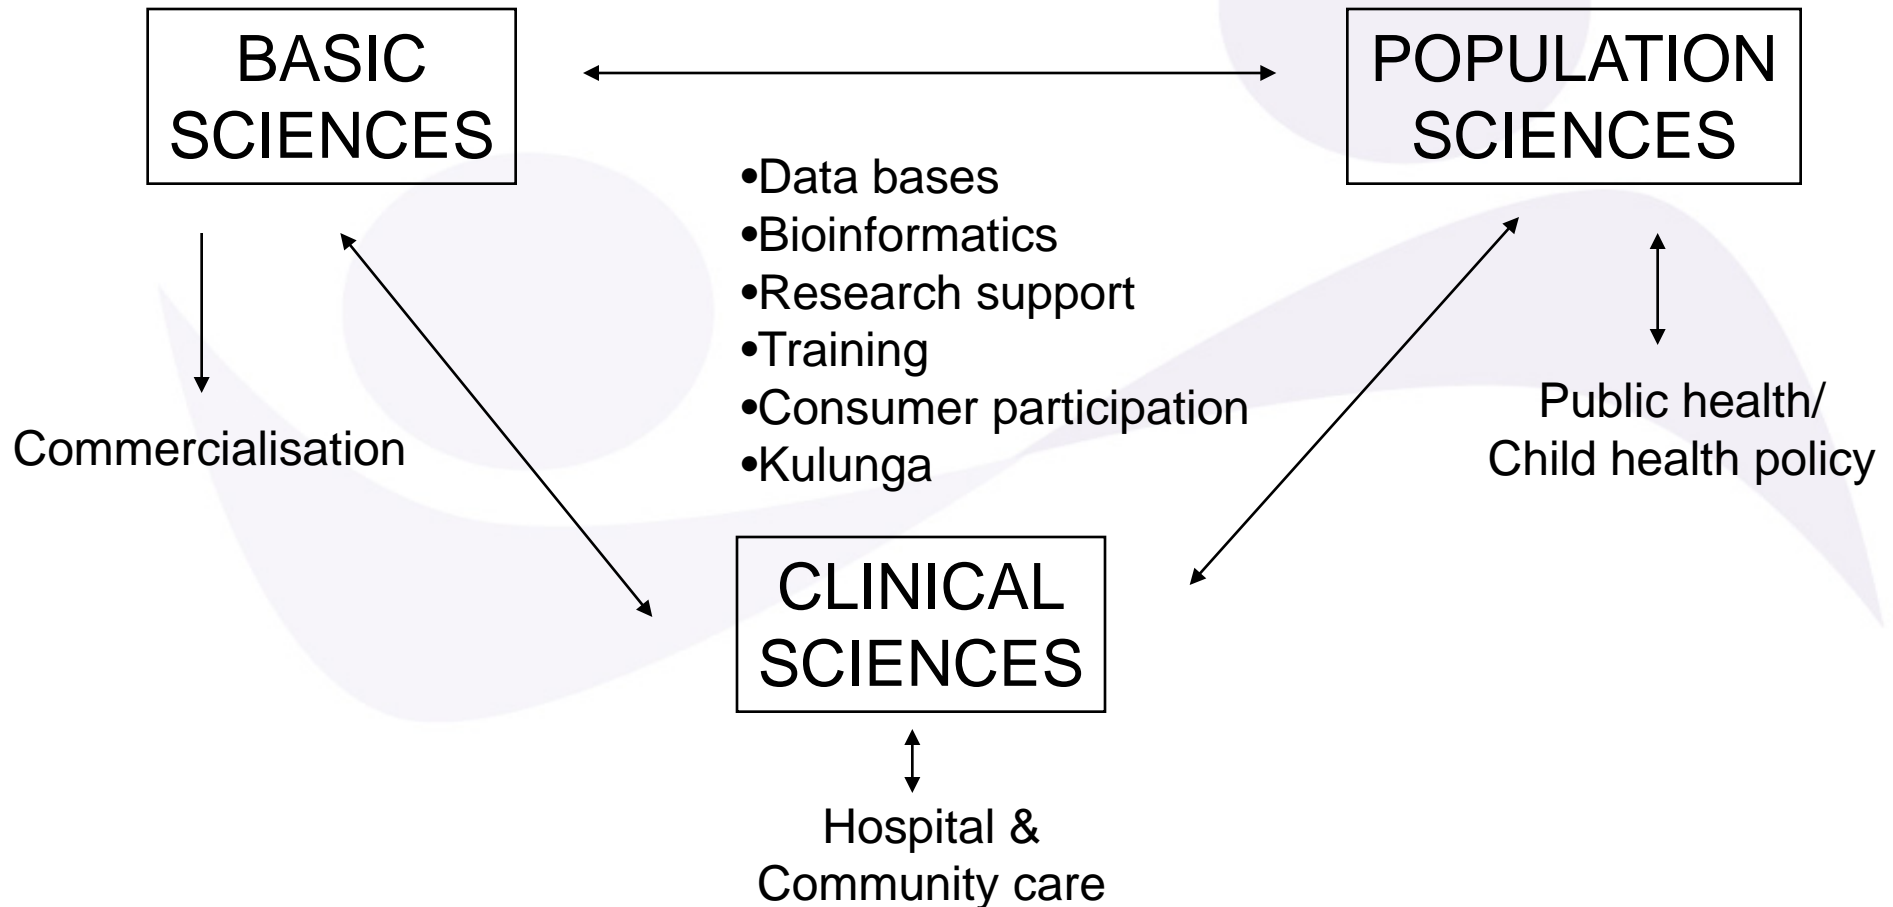 BASIC
SCIENCES
POPULATION
SCIENCES
•Data bases
•Bioinformatics
•Research support
•Training
•Consumer participation
•Kulunga
Commercialisation
Public health/
Child health policy
CLINICAL
SCIENCES
Hospital &
Community care